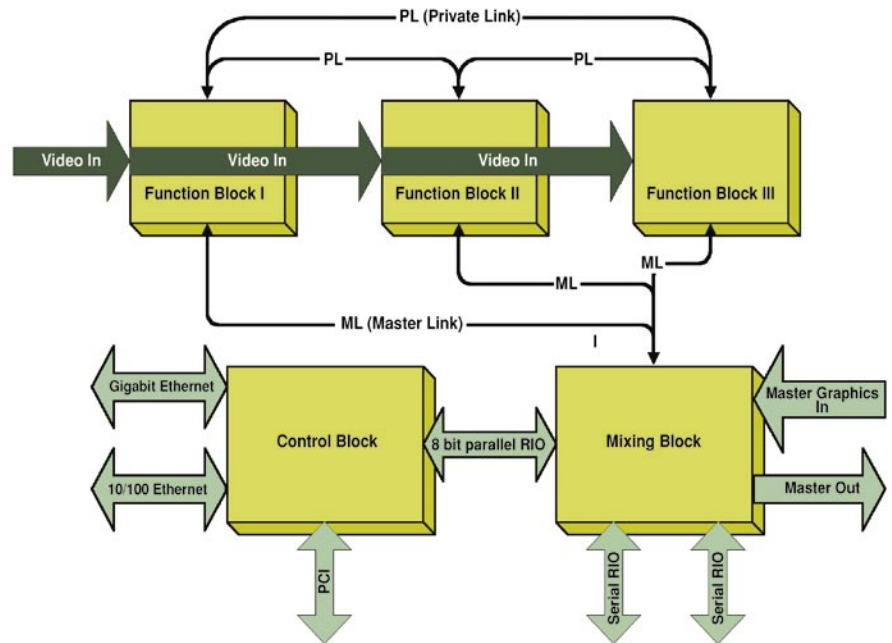 PL (Private Link)
PL
PL
Video In
Video In
Video In
Function Block I
Function Block II
Function Block III
ML
ML
ML (Master Link)
I
Gigabit Ethernet
Control Block
8 bit parallel RIO
Mixing Block
Master Graphics
In
10/100 Ethernet
Master Out
PCI
Serial RIO
Serial RIO